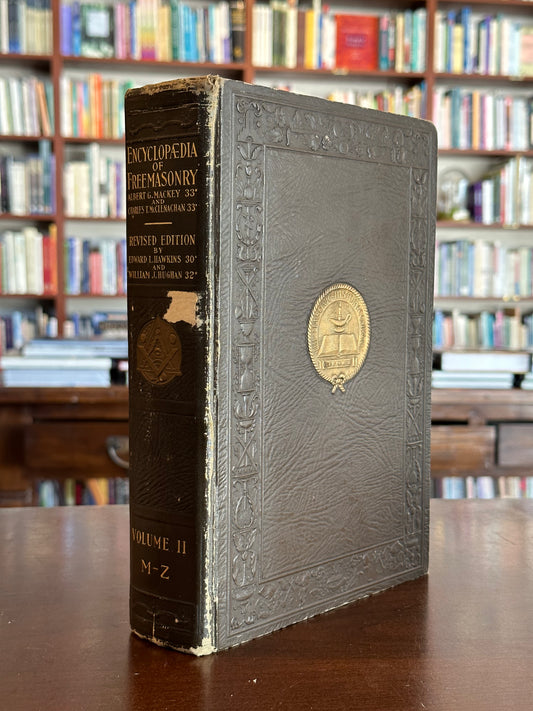 ENCYCLOPÆDIA
OF
FREEMASONRY
ALBERT G. MACKEY 33°
AND
CHARLES T. McCLENACHAN 33°
REVISED EDITION
BY
EDWARD L. HAWKINS 30°
AND
WILLIAM J. HUGHAN 32°
VOLUME II
M-Z